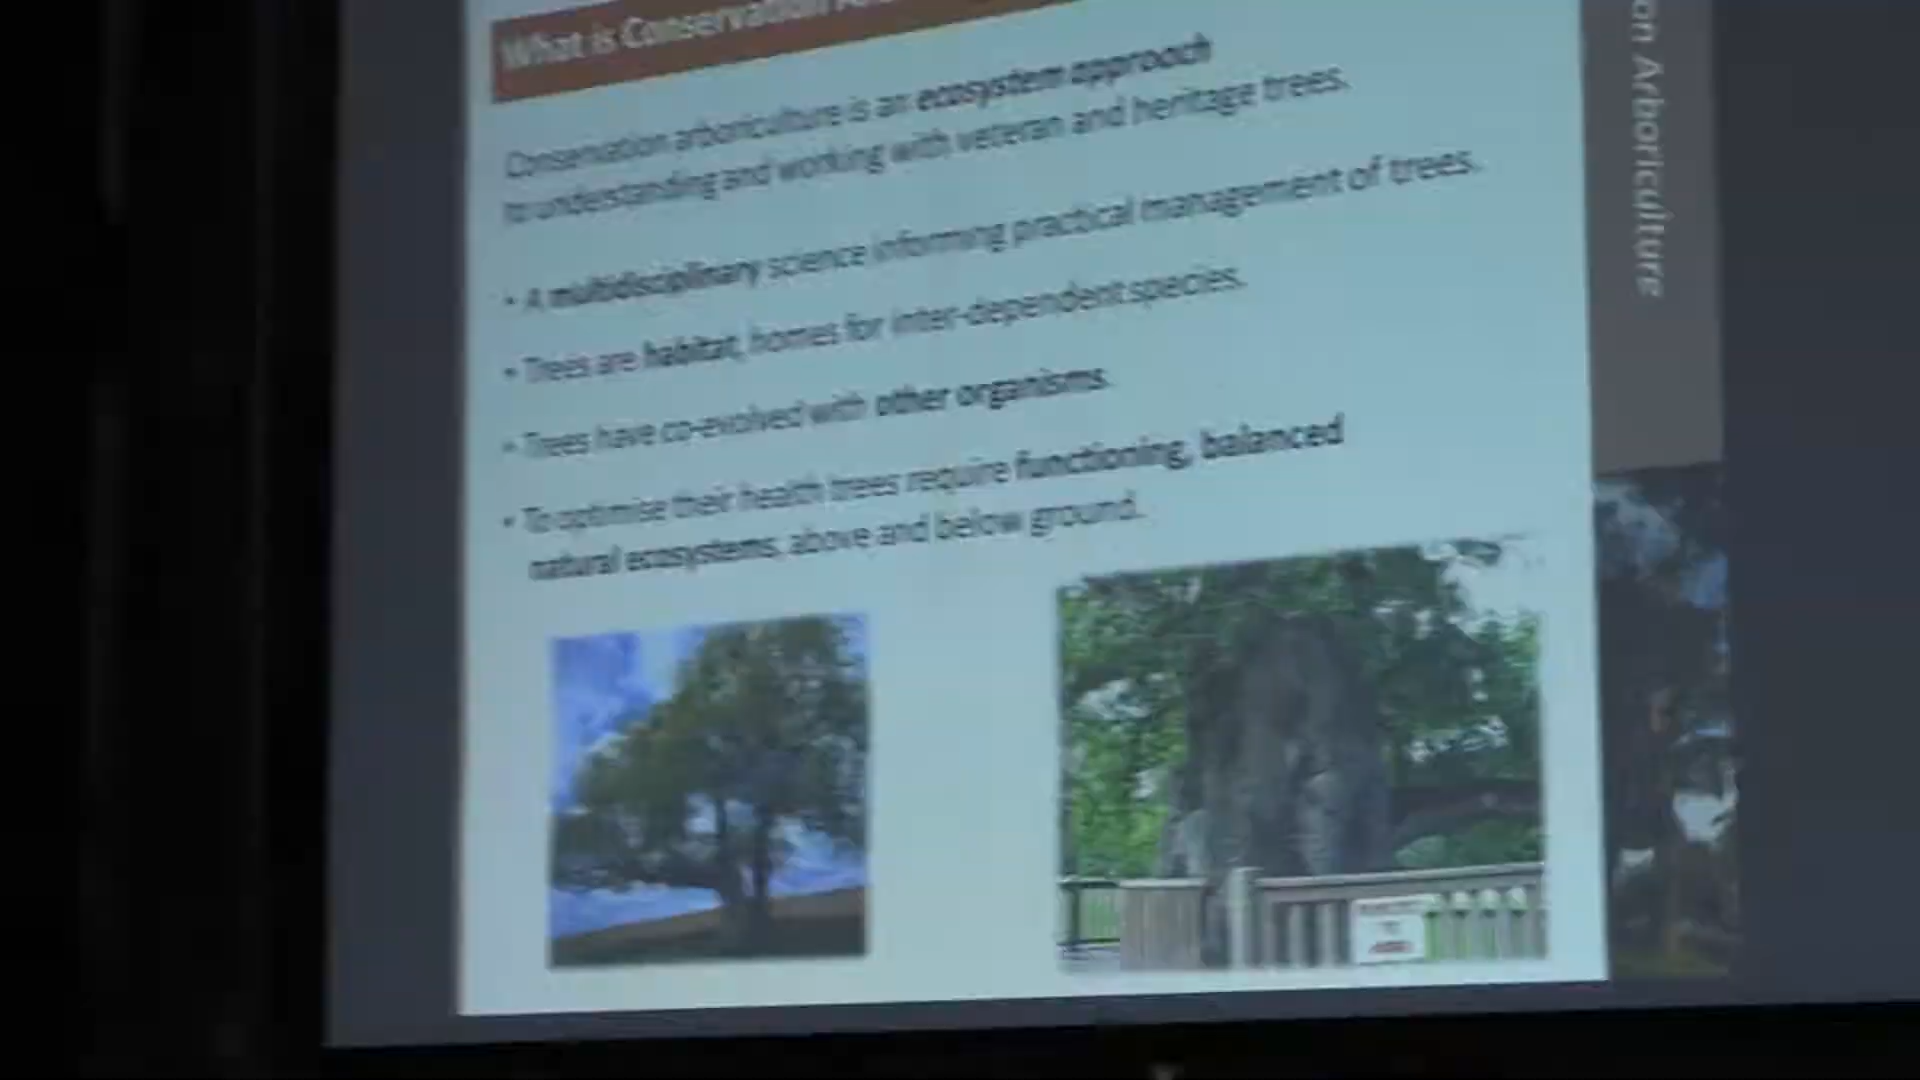 What is Conservation
Conservation arboriculture is an ecosystem approach
to understanding and working with veteran and heritage trees.
• A multidisciplinary science informing practical management of trees.
• Trees are habitat, homes for inter-dependent species.
• Trees have co-evolved with other organisms.
• To optimise their health trees require functioning, balanced
natural ecosystems, above and below ground.
on Arboriculture